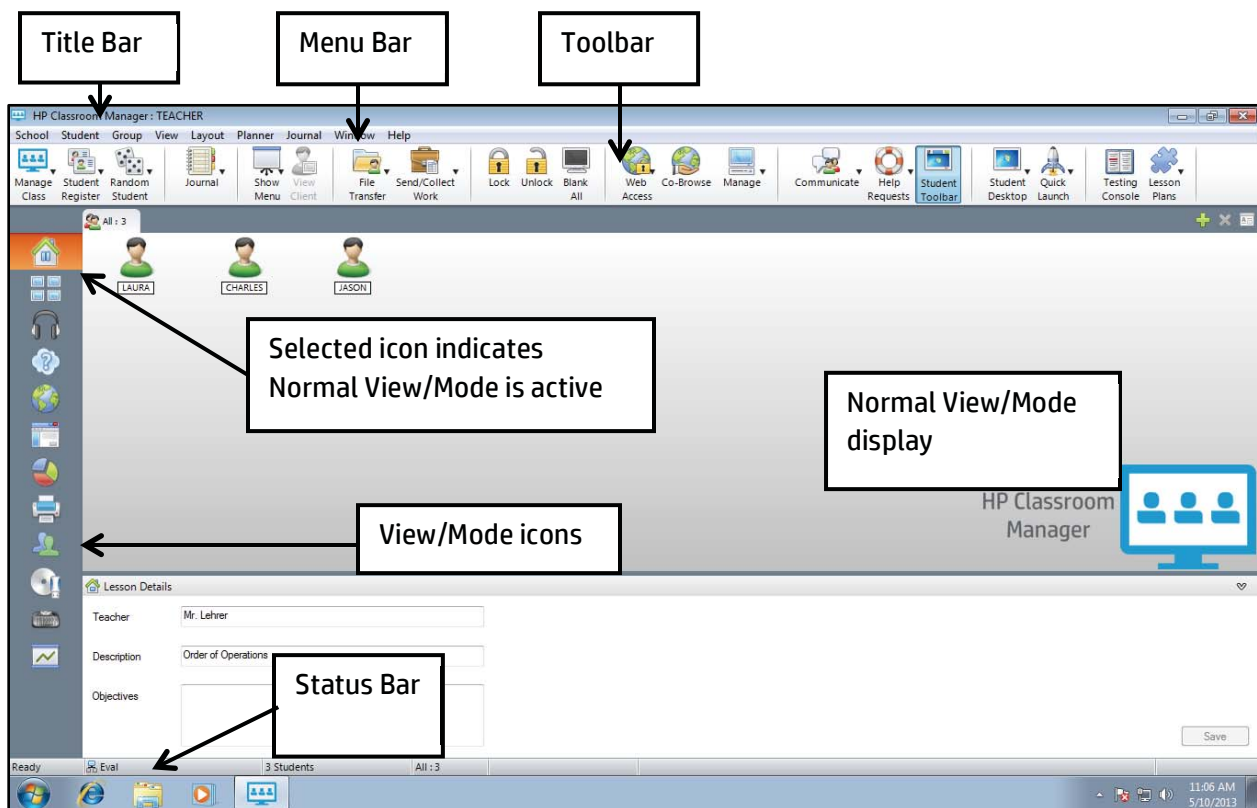 Title Bar
Menu Bar
Toolbar
HP Classroom Manager : TEACHER
School Student Group View Layout Planner Journal Window Help
Manage Class
Student Register
Random Student
Journal
Show Menu
View Client
File Transfer
Send/Collect Work
Lock
Unlock
Blank All
Web Access
Co-Browse
Manage
Communicate
Help Requests
Student Toolbar
Student Desktop
Quick Launch
Testing Console
Lesson Plans
All : 3
LAURA
CHARLES
JASON
Selected icon indicates
Normal View/Mode is active
Normal View/Mode
display
HP Classroom
Manager
View/Mode icons
Lesson Details
Teacher
Mr. Lehrer
Description
Order of Operations
Objectives
Status Bar
Save
Ready
Eval
3 Students
All : 3
11:06 AM
5/10/2013